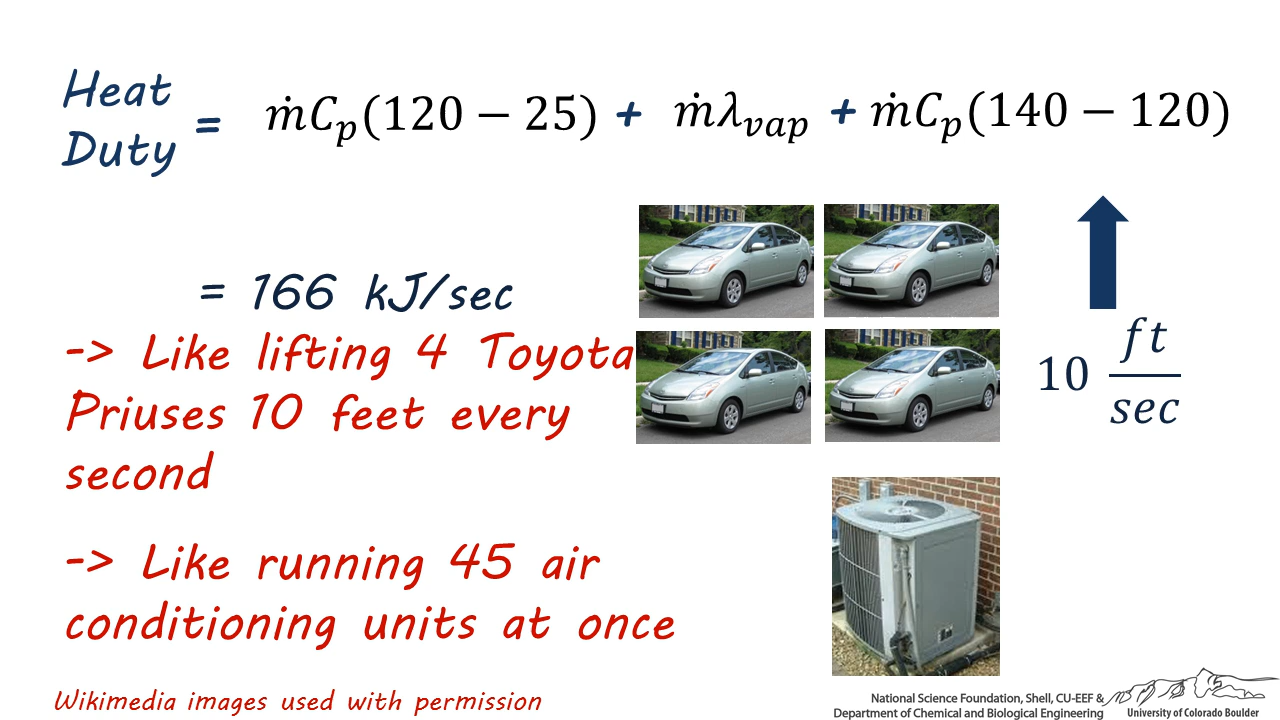 Heat
Duty = ṁC_p(120 − 25) + ṁλ_vap + ṁC_p(140 − 120)
= 166 kJ/sec
-> Like lifting 4 Toyota
Priuses 10 feet every
second
10 ft/sec
-> Like running 45 air
conditioning units at once
Wikimedia images used with permission
National Science Foundation, Shell, CU-EEF &
Department of Chemical and Biological Engineering
University of Colorado Boulder